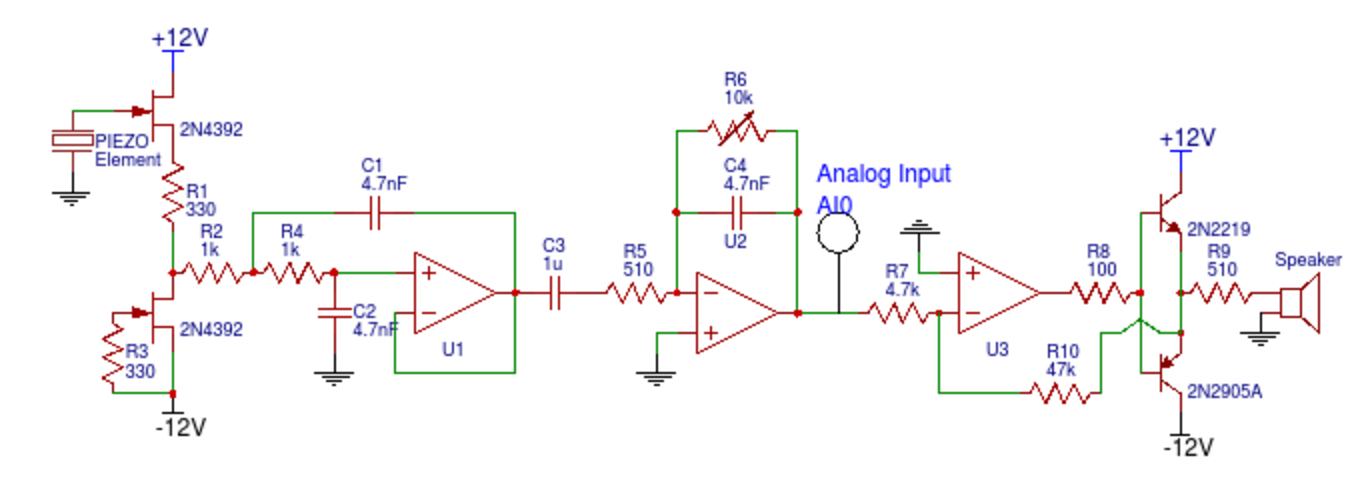 +12V
2N4392
PIEZO
Element
R1
330
R2
1k
R4
1k
C1
4.7nF
2N4392
R3
330
-12V
C2
4.7nF
+
−
U1
C3
1u
R5
510
R6
10k
C4
4.7nF
U2
−
+
Analog Input
AI0
R7
4.7k
+
−
U3
R8
100
R10
47k
+12V
2N2219
R9
510
Speaker
2N2905A
-12V